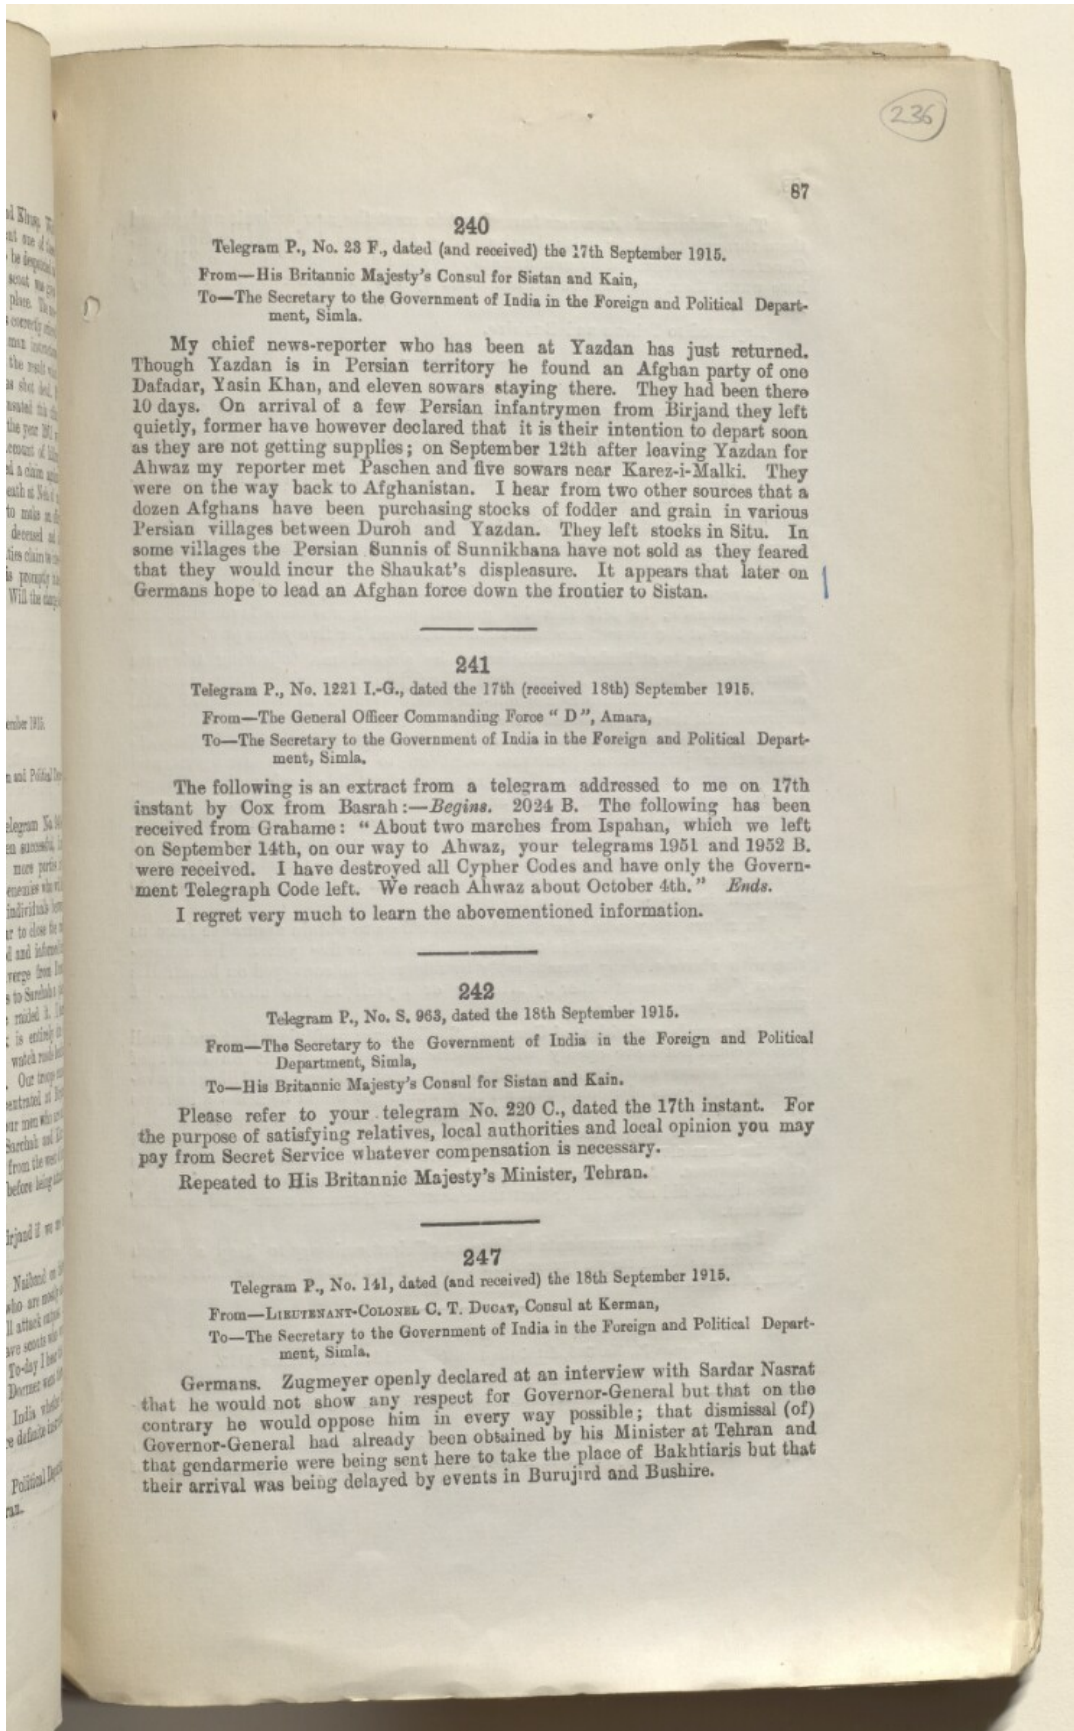 236
87
240
Telegram P., No. 23 F., dated (and received) the 17th September 1915.
From—His Britannic Majesty's Consul for Sistan and Kain,
To—The Secretary to the Government of India in the Foreign and Political Depart-
ment, Simla.
My chief news-reporter who has been at Yazdan has just returned.
Though Yazdan is in Persian territory he found an Afghan party of one
Dafadar, Yasin Khan, and eleven sowars staying there. They had been there
10 days. On arrival of a few Persian infantrymen from Birjand they left
quietly, former have however declared that it is their intention to depart soon
as they are not getting supplies; on September 12th after leaving Yazdan for
Ahwaz my reporter met Paschen and five sowars near Karez-i-Malki. They
were on the way back to Afghanistan. I hear from two other sources that a
dozen Afghans have been purchasing stocks of fodder and grain in various
Persian villages between Duroh and Yazdan. They left stocks in Situ. In
some villages the Persian Sunnis of Sunnikhana have not sold as they feared
that they would incur the Shaukat's displeasure. It appears that later on
Germans hope to lead an Afghan force down the frontier to Sistan.
241
Telegram P., No. 1221 I.-G., dated the 17th (received 18th) September 1915.
From—The General Officer Commanding Force "D", Amara,
To—The Secretary to the Government of India in the Foreign and Political Depart-
ment, Simla.
The following is an extract from a telegram addressed to me on 17th
instant by Cox from Basrah:—Begins. 2024 B. The following has been
received from Grahame: "About two marches from Ispahan, which we left
on September 14th, on our way to Ahwaz, your telegrams 1951 and 1952 B.
were received. I have destroyed all Cypher Codes and have only the Govern-
ment Telegraph Code left. We reach Ahwaz about October 4th." Ends.
I regret very much to learn the abovementioned information.
242
Telegram P., No. S. 963, dated the 18th September 1915.
From—The Secretary to the Government of India in the Foreign and Political
Department, Simla,
To—His Britannic Majesty's Consul for Sistan and Kain.
Please refer to your telegram No. 220 C., dated the 17th instant. For
the purpose of satisfying relatives, local authorities and local opinion you may
pay from Secret Service whatever compensation is necessary.
Repeated to His Britannic Majesty's Minister, Tehran.
247
Telegram P., No. 141, dated (and received) the 18th September 1915.
From—LIEUTENANT-COLONEL C. T. DUCAT, Consul at Kerman,
To—The Secretary to the Government of India in the Foreign and Political Depart-
ment, Simla.
Germans. Zugmeyer openly declared at an interview with Sardar Nasrat
that he would not show any respect for Governor-General but that on the
contrary he would oppose him in every way possible; that dismissal (of)
Governor-General had already been obtained by his Minister at Tehran and
that gendarmerie were being sent here to take the place of Bakhtiaris but that
their arrival was being delayed by events in Burujird and Bushire.